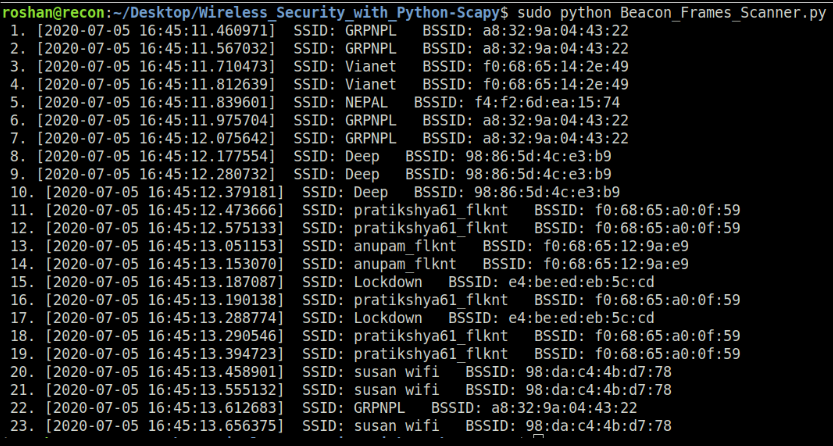 roshan@recon:~/Desktop/Wireless_Security_with_Python-Scapy$ sudo python Beacon_Frames_Scanner.py
1. [2020-07-05 16:45:11.460971] SSID: GRPNPL BSSID: a8:32:9a:04:43:22
2. [2020-07-05 16:45:11.567032] SSID: GRPNPL BSSID: a8:32:9a:04:43:22
3. [2020-07-05 16:45:11.710473] SSID: Vianet BSSID: f0:68:65:14:2e:49
4. [2020-07-05 16:45:11.812639] SSID: Vianet BSSID: f0:68:65:14:2e:49
5. [2020-07-05 16:45:11.839601] SSID: NEPAL BSSID: f4:f2:6d:ea:15:74
6. [2020-07-05 16:45:11.975704] SSID: GRPNPL BSSID: a8:32:9a:04:43:22
7. [2020-07-05 16:45:12.075642] SSID: GRPNPL BSSID: a8:32:9a:04:43:22
8. [2020-07-05 16:45:12.177554] SSID: Deep BSSID: 98:86:5d:4c:e3:b9
9. [2020-07-05 16:45:12.280732] SSID: Deep BSSID: 98:86:5d:4c:e3:b9
10. [2020-07-05 16:45:12.379181] SSID: Deep BSSID: 98:86:5d:4c:e3:b9
11. [2020-07-05 16:45:12.473666] SSID: pratikshya61_flknt BSSID: f0:68:65:a0:0f:59
12. [2020-07-05 16:45:12.575133] SSID: pratikshya61_flknt BSSID: f0:68:65:a0:0f:59
13. [2020-07-05 16:45:13.051153] SSID: anupam_flknt BSSID: f0:68:65:12:9a:e9
14. [2020-07-05 16:45:13.153070] SSID: anupam_flknt BSSID: f0:68:65:12:9a:e9
15. [2020-07-05 16:45:13.187087] SSID: Lockdown BSSID: e4:be:ed:eb:5c:cd
16. [2020-07-05 16:45:13.190138] SSID: pratikshya61_flknt BSSID: f0:68:65:a0:0f:59
17. [2020-07-05 16:45:13.288774] SSID: Lockdown BSSID: e4:be:ed:eb:5c:cd
18. [2020-07-05 16:45:13.290546] SSID: pratikshya61_flknt BSSID: f0:68:65:a0:0f:59
19. [2020-07-05 16:45:13.394723] SSID: pratikshya61_flknt BSSID: f0:68:65:a0:0f:59
20. [2020-07-05 16:45:13.458901] SSID: susan wifi BSSID: 98:da:c4:4b:d7:78
21. [2020-07-05 16:45:13.555132] SSID: susan wifi BSSID: 98:da:c4:4b:d7:78
22. [2020-07-05 16:45:13.612683] SSID: GRPNPL BSSID: a8:32:9a:04:43:22
23. [2020-07-05 16:45:13.656375] SSID: susan wifi BSSID: 98:da:c4:4b:d7:78